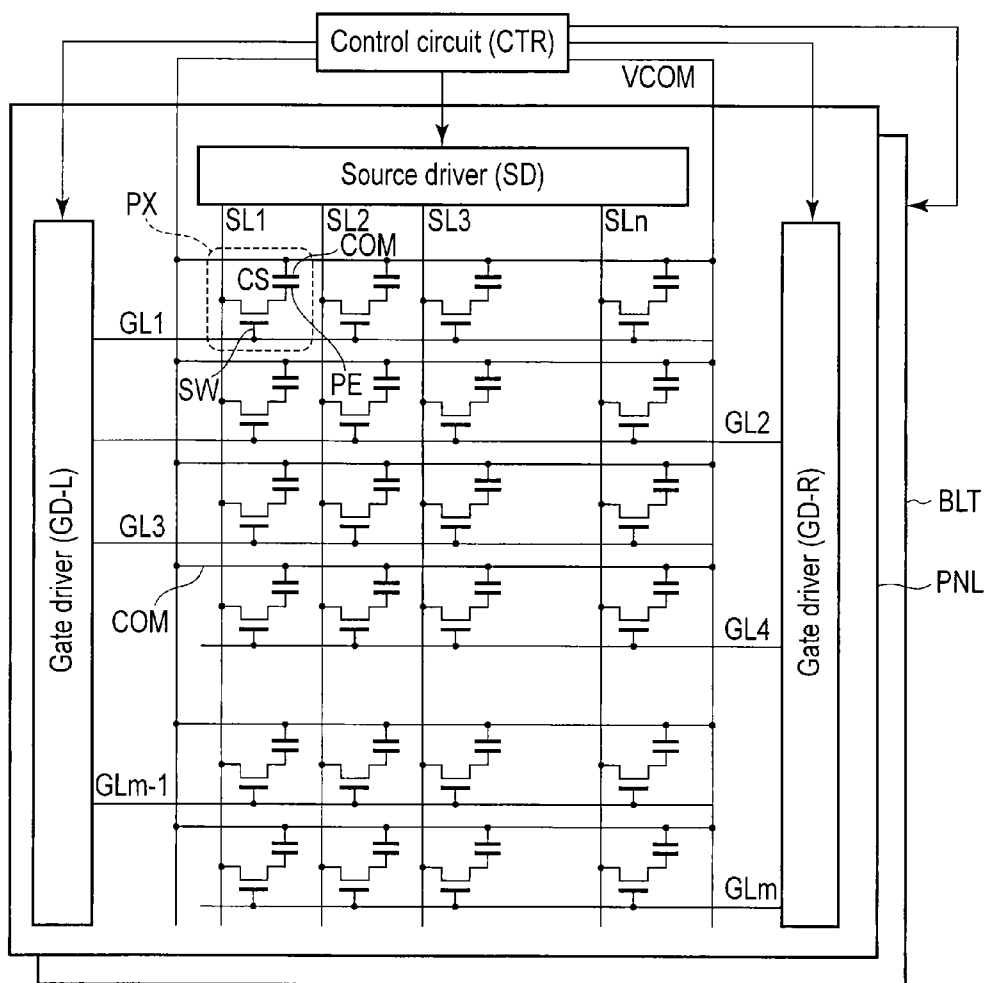 Control circuit (CTR)
VCOM
Source driver (SD)
PX
SL1
SL2
SL3
SLn
COM
CS
GL1
SW
PE
GL2
Gate driver (GD-L)
Gate driver (GD-R)
GL3
BLT
PNL
COM
GL4
GLm-1
GLm